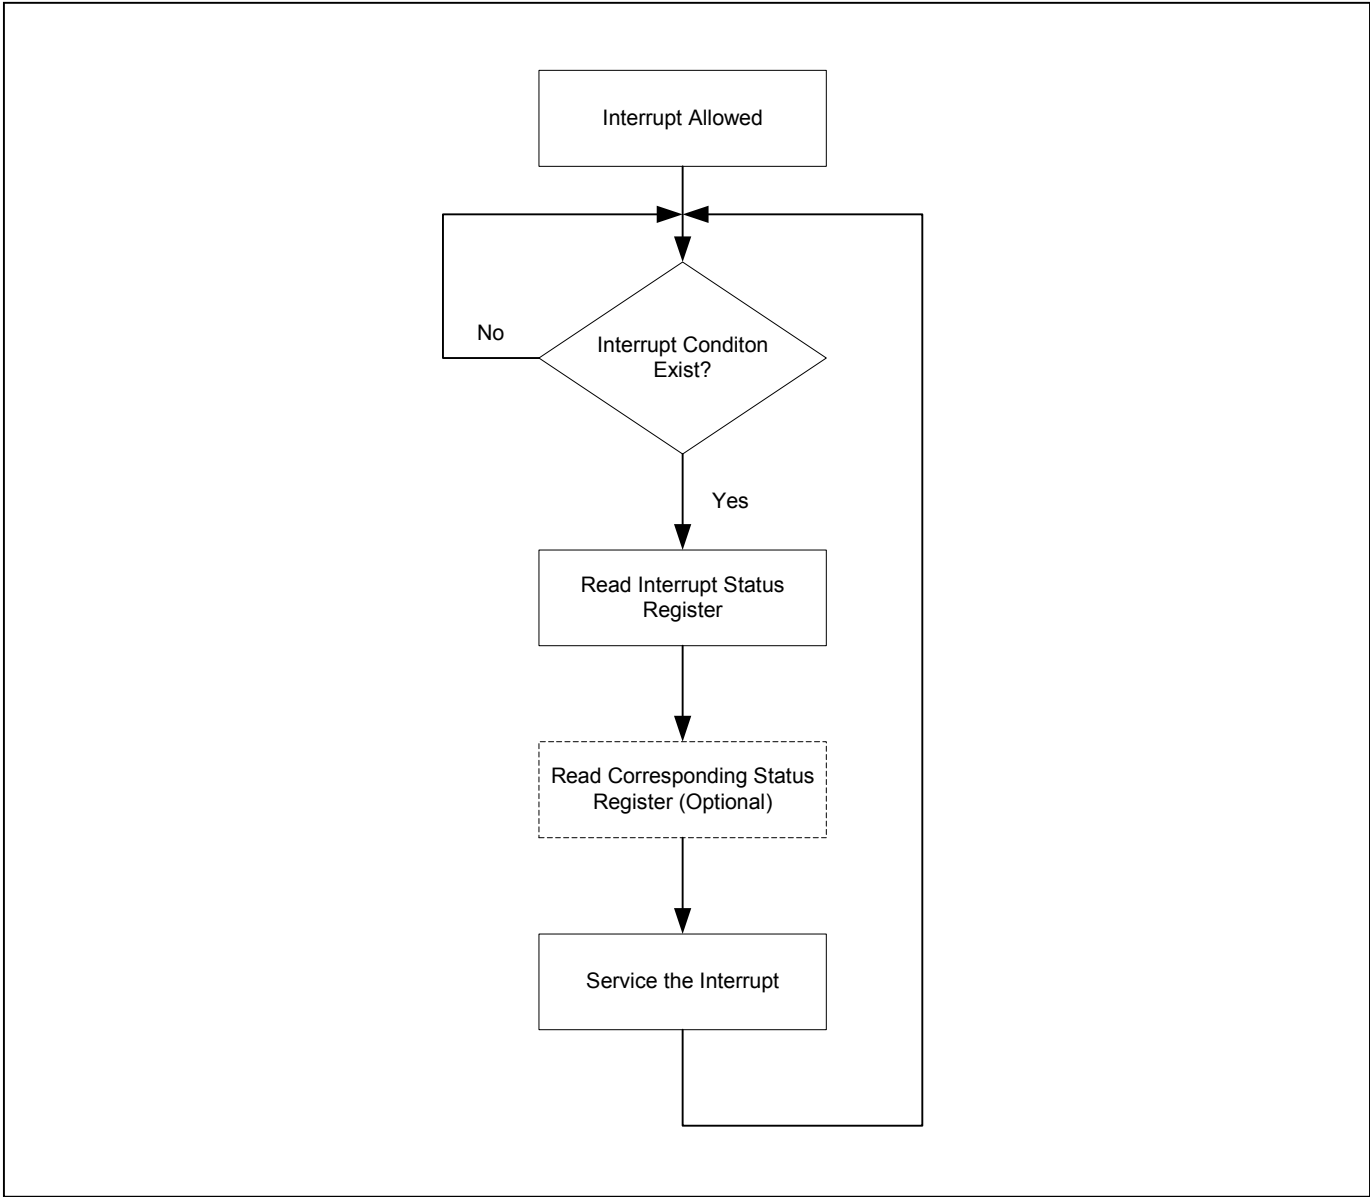 Interrupt Allowed
No
Interrupt Conditon
Exist?
Yes
Read Interrupt Status
Register
Read Corresponding Status
Register (Optional)
Service the Interrupt